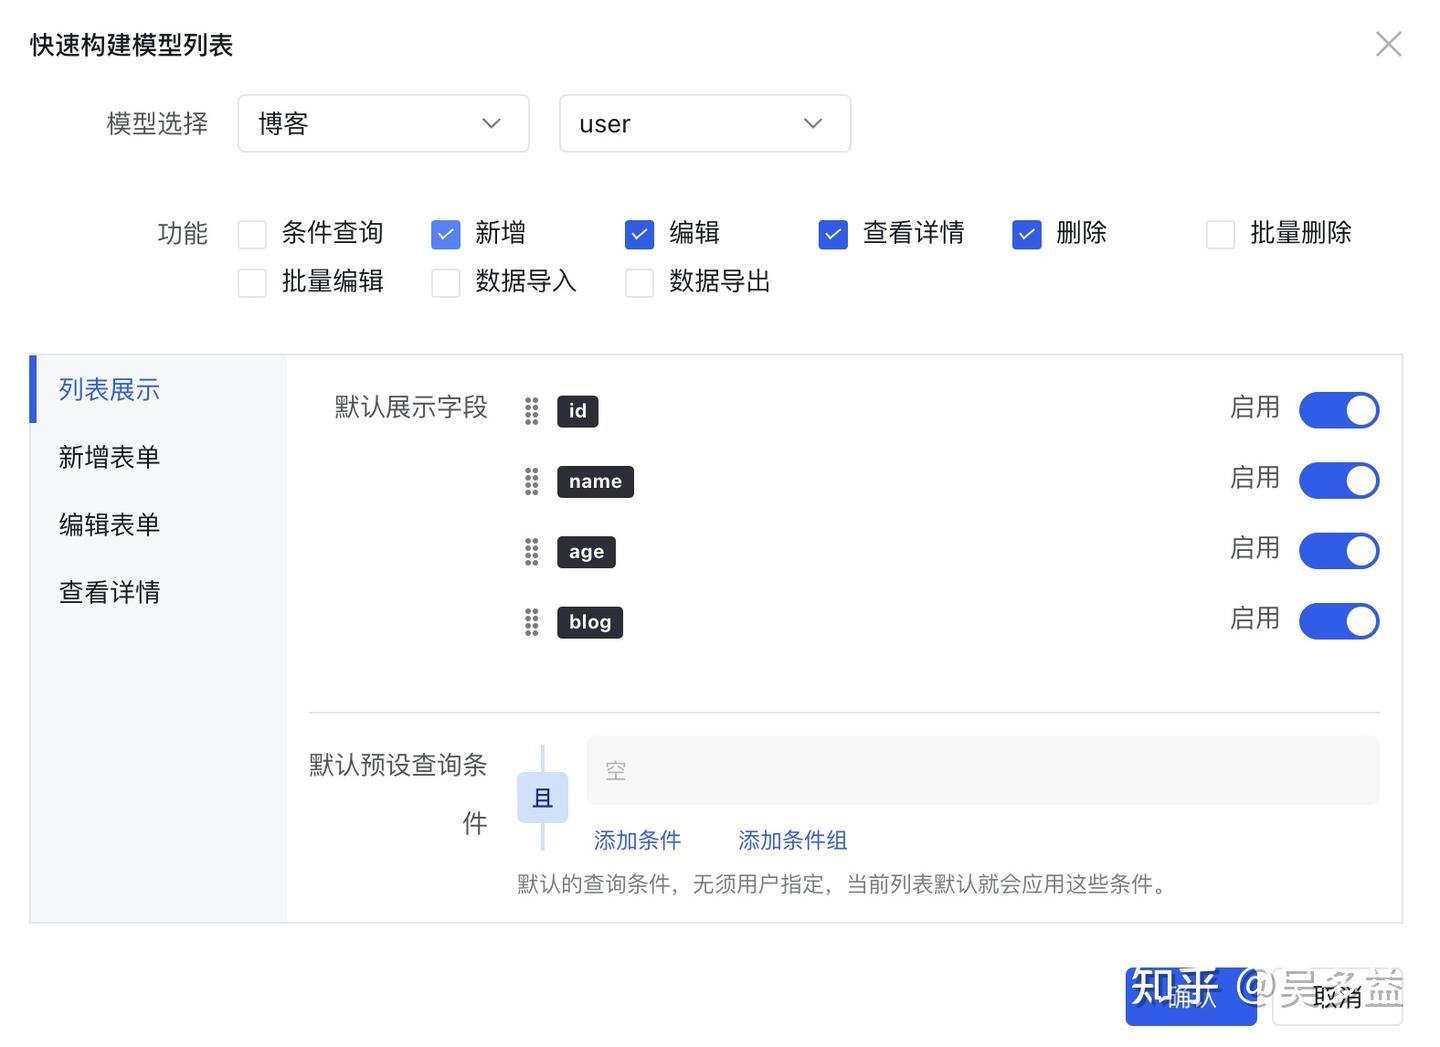 快速构建模型列表
模型选择 博客 user
功能 条件查询 新增 编辑 查看详情 删除 批量删除
批量编辑 数据导入 数据导出
列表展示
新增表单
编辑表单
查看详情
默认展示字段 id 启用
name 启用
age 启用
blog 启用
默认预设查询条
件
且
空
添加条件 添加条件组
默认的查询条件，无须用户指定，当前列表默认就会应用这些条件。
确认 取消
知乎 @吴多益